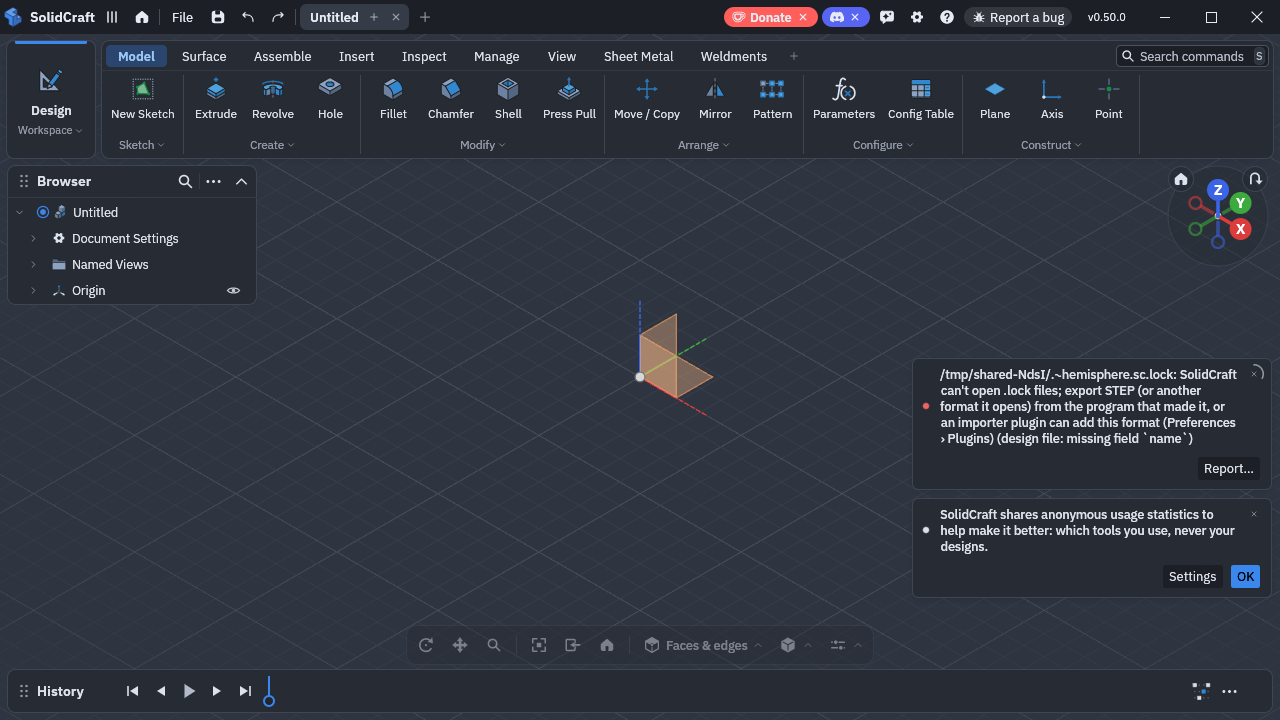 SolidCraft
File
Untitled
Donate
Report a bug
v0.50.0
Design
Workspace
Model
Surface
Assemble
Insert
Inspect
Manage
View
Sheet Metal
Weldments
Search commands
S
New Sketch
Extrude
Revolve
Hole
Fillet
Chamfer
Shell
Press Pull
Move / Copy
Mirror
Pattern
Parameters
Config Table
Plane
Axis
Point
Sketch
Create
Modify
Arrange
Configure
Construct
Browser
Untitled
Document Settings
Named Views
Origin
Z
Y
X
/tmp/shared-NdsI/.~hemisphere.sc.lock: SolidCraft
can't open .lock files; export STEP (or another
format it opens) from the program that made it, or
an importer plugin can add this format (Preferences
› Plugins) (design file: missing field `name`)
Report...
SolidCraft shares anonymous usage statistics to
help make it better: which tools you use, never your
designs.
Settings
OK
Faces & edges
History